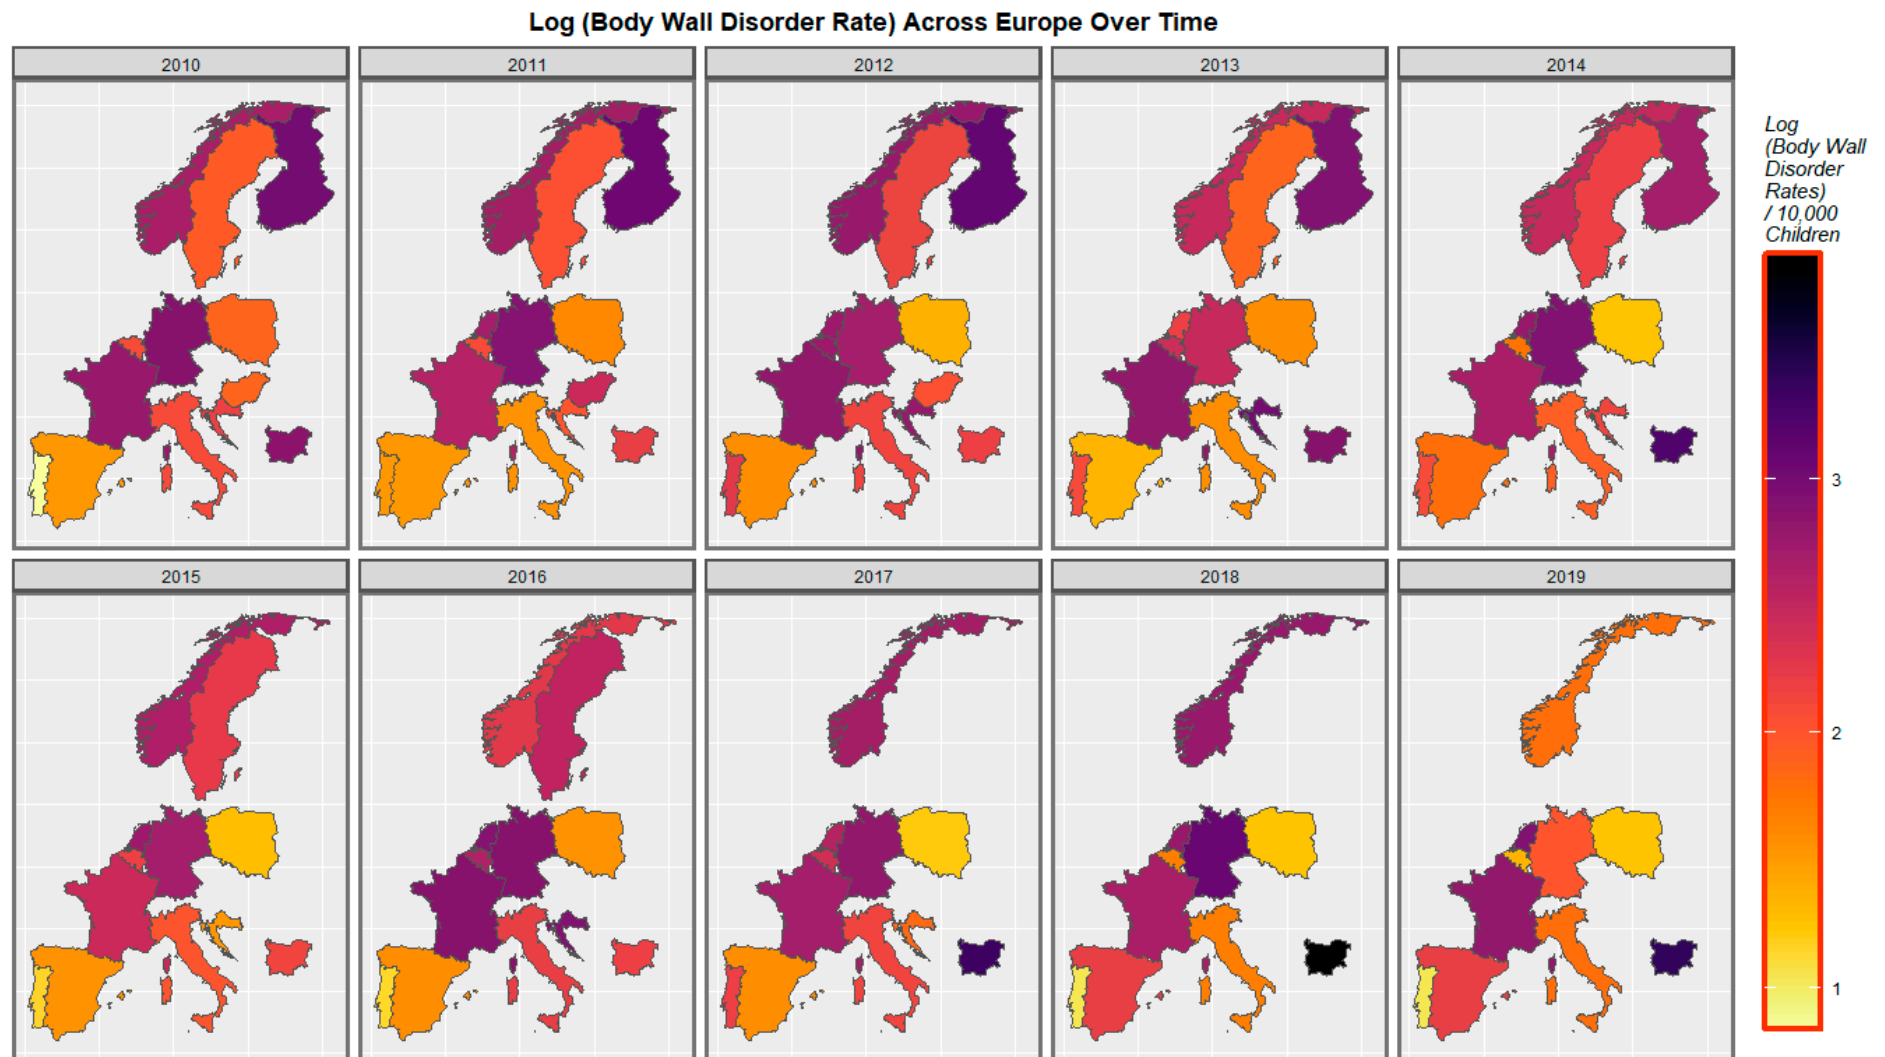 Log (Body Wall Disorder Rate) Across Europe Over Time
2010
2011
2012
2013
2014
Log
(Body Wall
Disorder
Rates)
/ 10,000
Children
3
2
1
2015
2016
2017
2018
2019